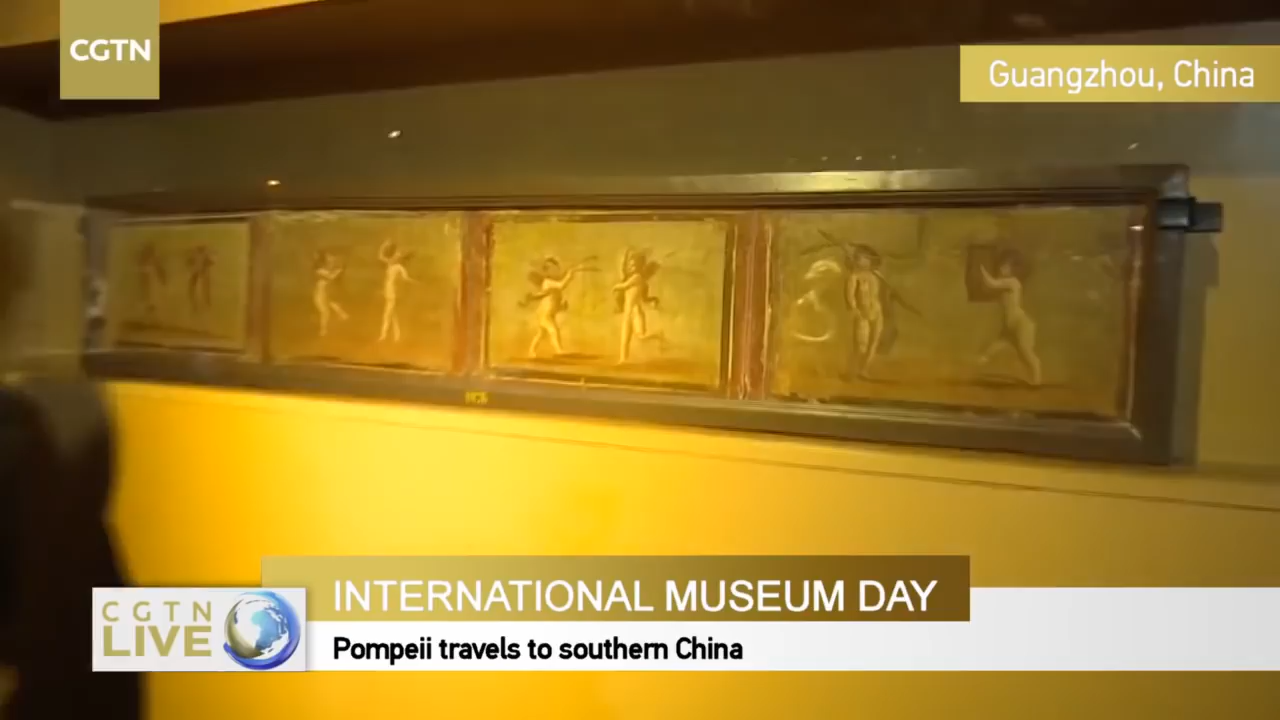 CGTN
Guangzhou, China
INTERNATIONAL MUSEUM DAY
CGTN
LIVE
Pompeii travels to southern China